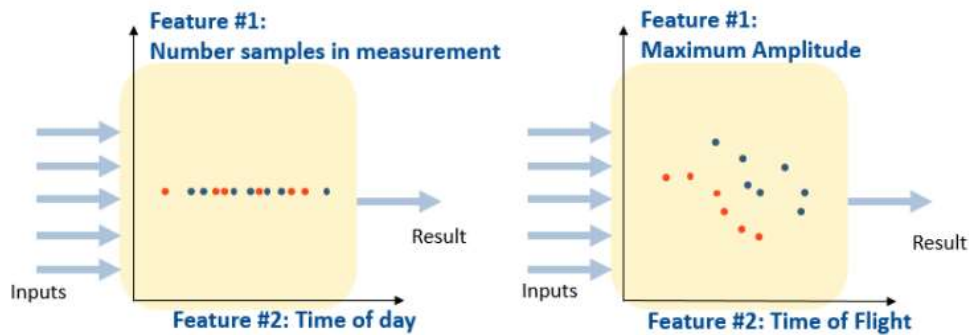 Feature #1:
Number samples in measurement
Inputs
Result
Feature #2: Time of day
Feature #1:
Maximum Amplitude
Inputs
Result
Feature #2: Time of Flight